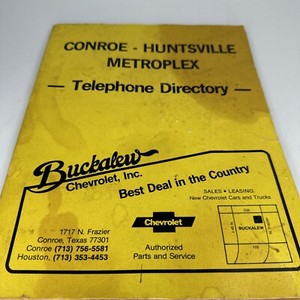 CONROE - HUNTSVILLE
METROPLEX
— Telephone Directory —
Buckalew
Chevrolet, Inc.
Best Deal in the Country
SALES • LEASING
New Chevrolet Cars and Trucks
Chevrolet
BUCKALEW
1717 N. Frazier
Conroe, Texas 77301
Conroe (713) 756-5581
Houston, (713) 353-4453
Authorized
Parts and Service